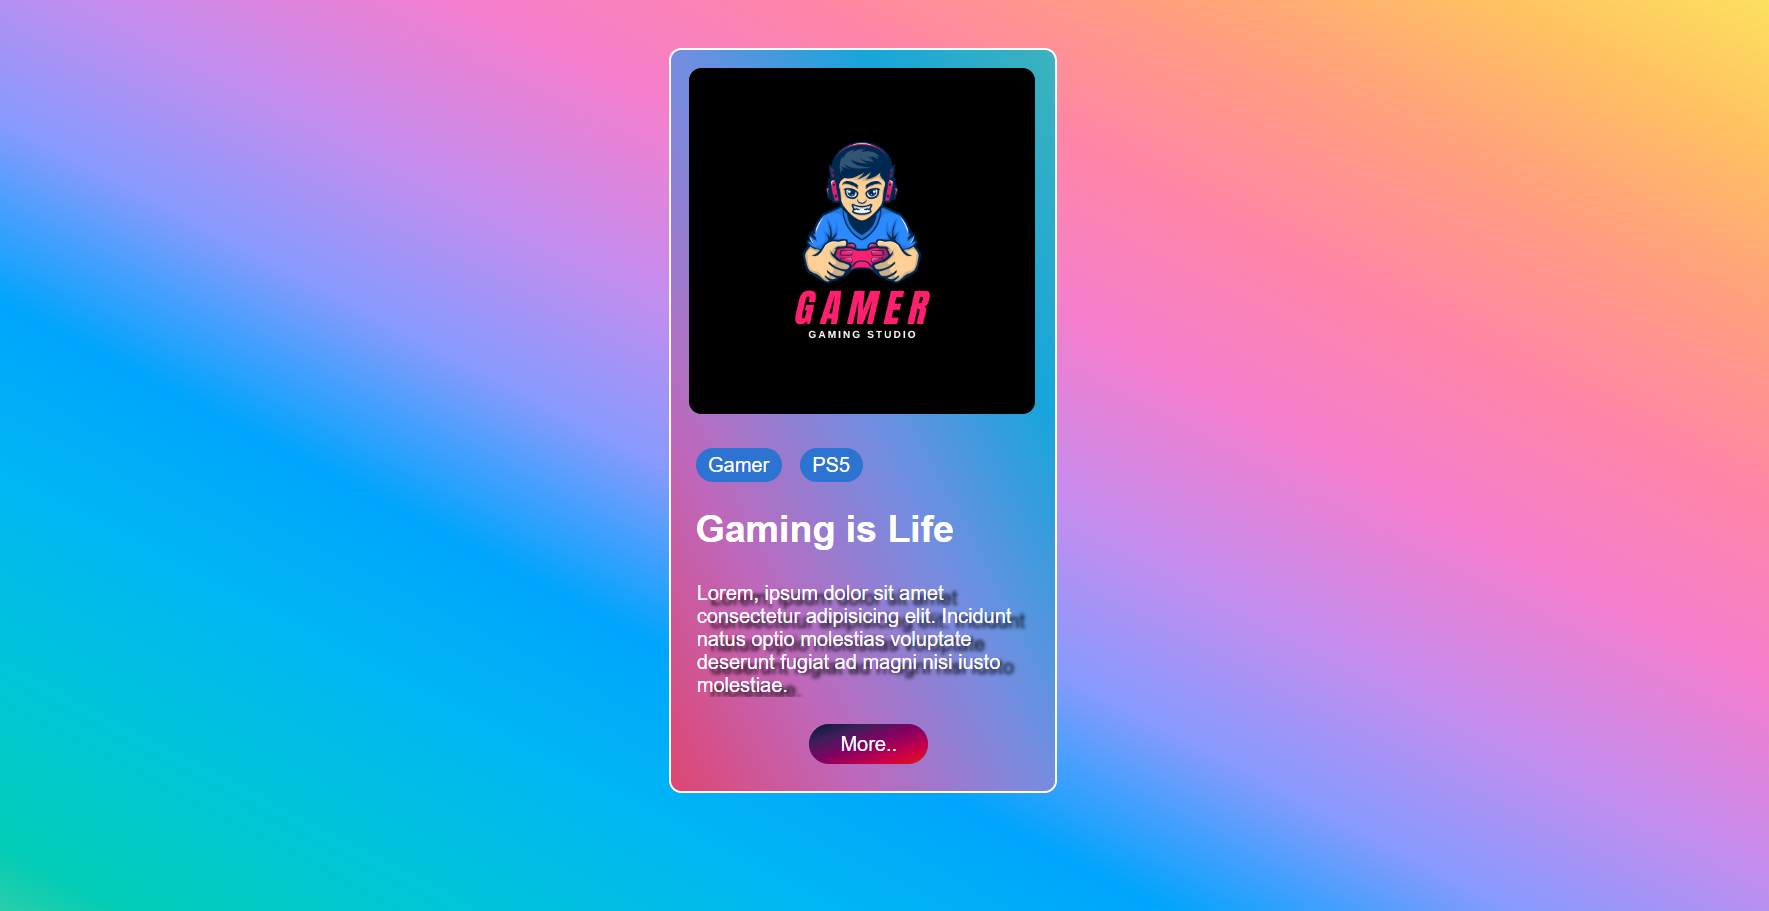 GAMER
GAMING STUDIO
Gamer
PS5
Gaming is Life
Lorem, ipsum dolor sit amet
consectetur adipisicing elit. Incidunt
natus optio molestias voluptate
deserunt fugiat ad magni nisi iusto
molestiae.
More..